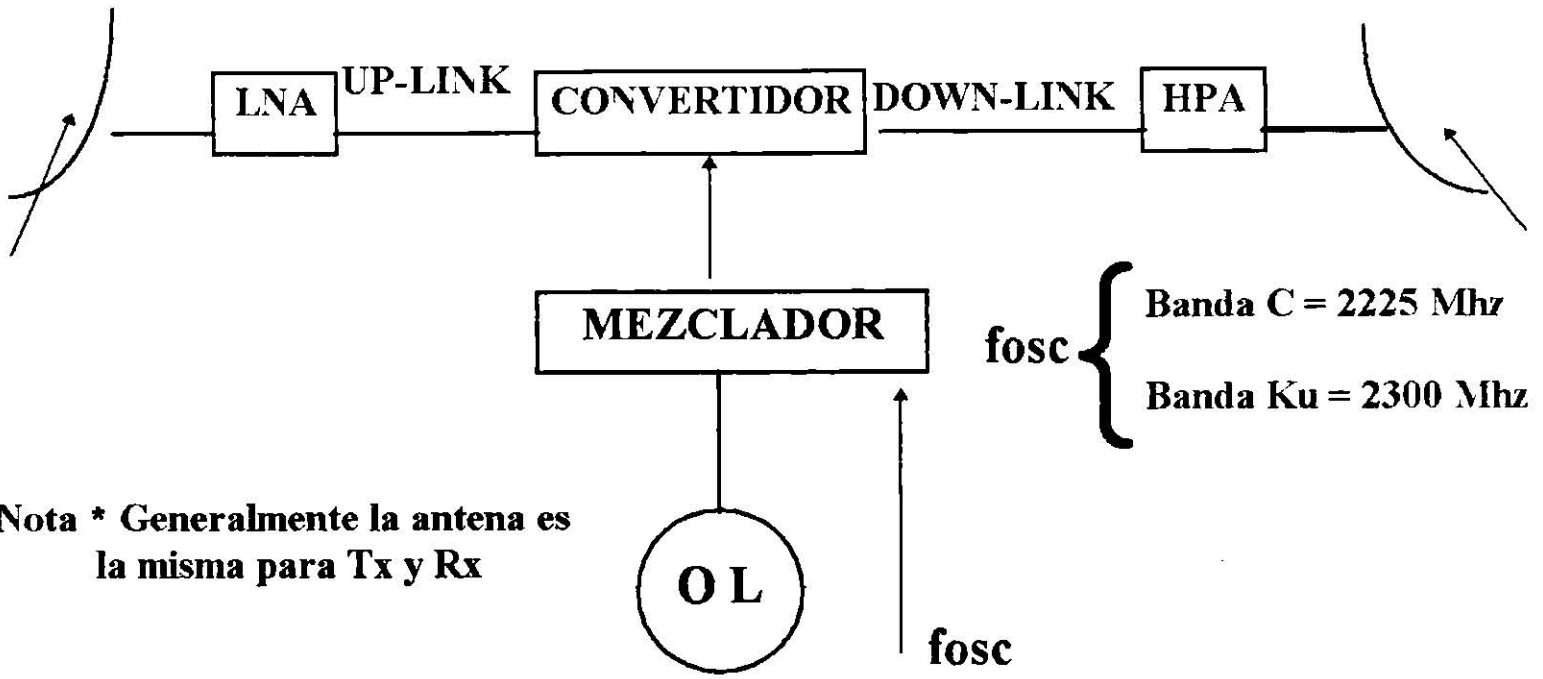 LNA
UP-LINK
CONVERTIDOR
DOWN-LINK
HPA
MEZCLADOR
fosc
Banda C = 2225 Mhz
Banda Ku = 2300 Mhz
Nota * Generalmente la antena es
la misma para Tx y Rx
O L
fosc